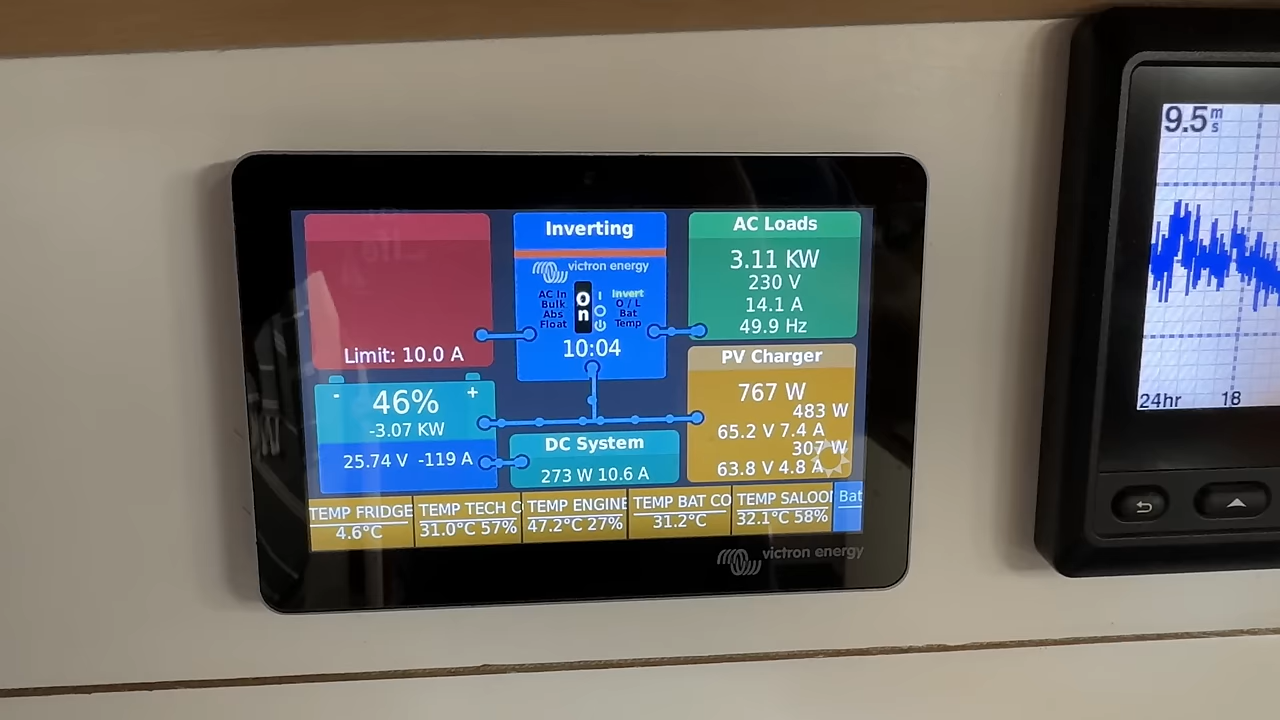 Limit: 10.0 A
Inverting
victron energy
AC In
Bulk
Abs
Float
On
I
O
Invert
O / L
Bat
Temp
10:04
AC Loads
3.11 KW
230 V
14.1 A
49.9 Hz
- 46% +
-3.07 KW
25.74 V -119 A
DC System
273 W 10.6 A
PV Charger
767 W
483 W
65.2 V 7.4 A
307 W
63.8 V 4.8 A
TEMP FRIDGE
4.6°C
TEMP TECH C
31.0°C 57%
TEMP ENGINE
47.2°C 27%
TEMP BAT CO
31.2°C
TEMP SALOO
32.1°C 58%
Bat
victron energy
9.5 m/s
24hr 18